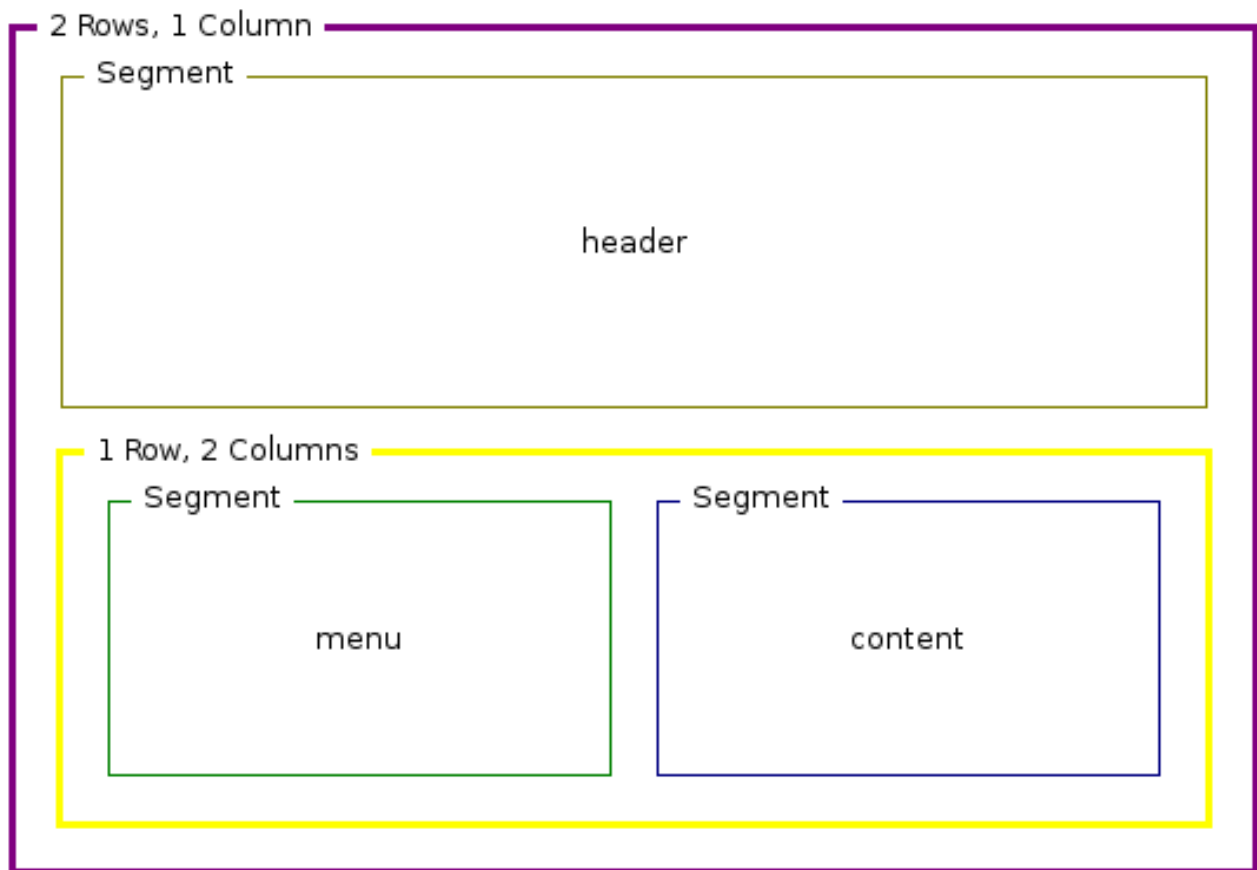 2 Rows, 1 Column
Segment
header
1 Row, 2 Columns
Segment
Segment
menu
content